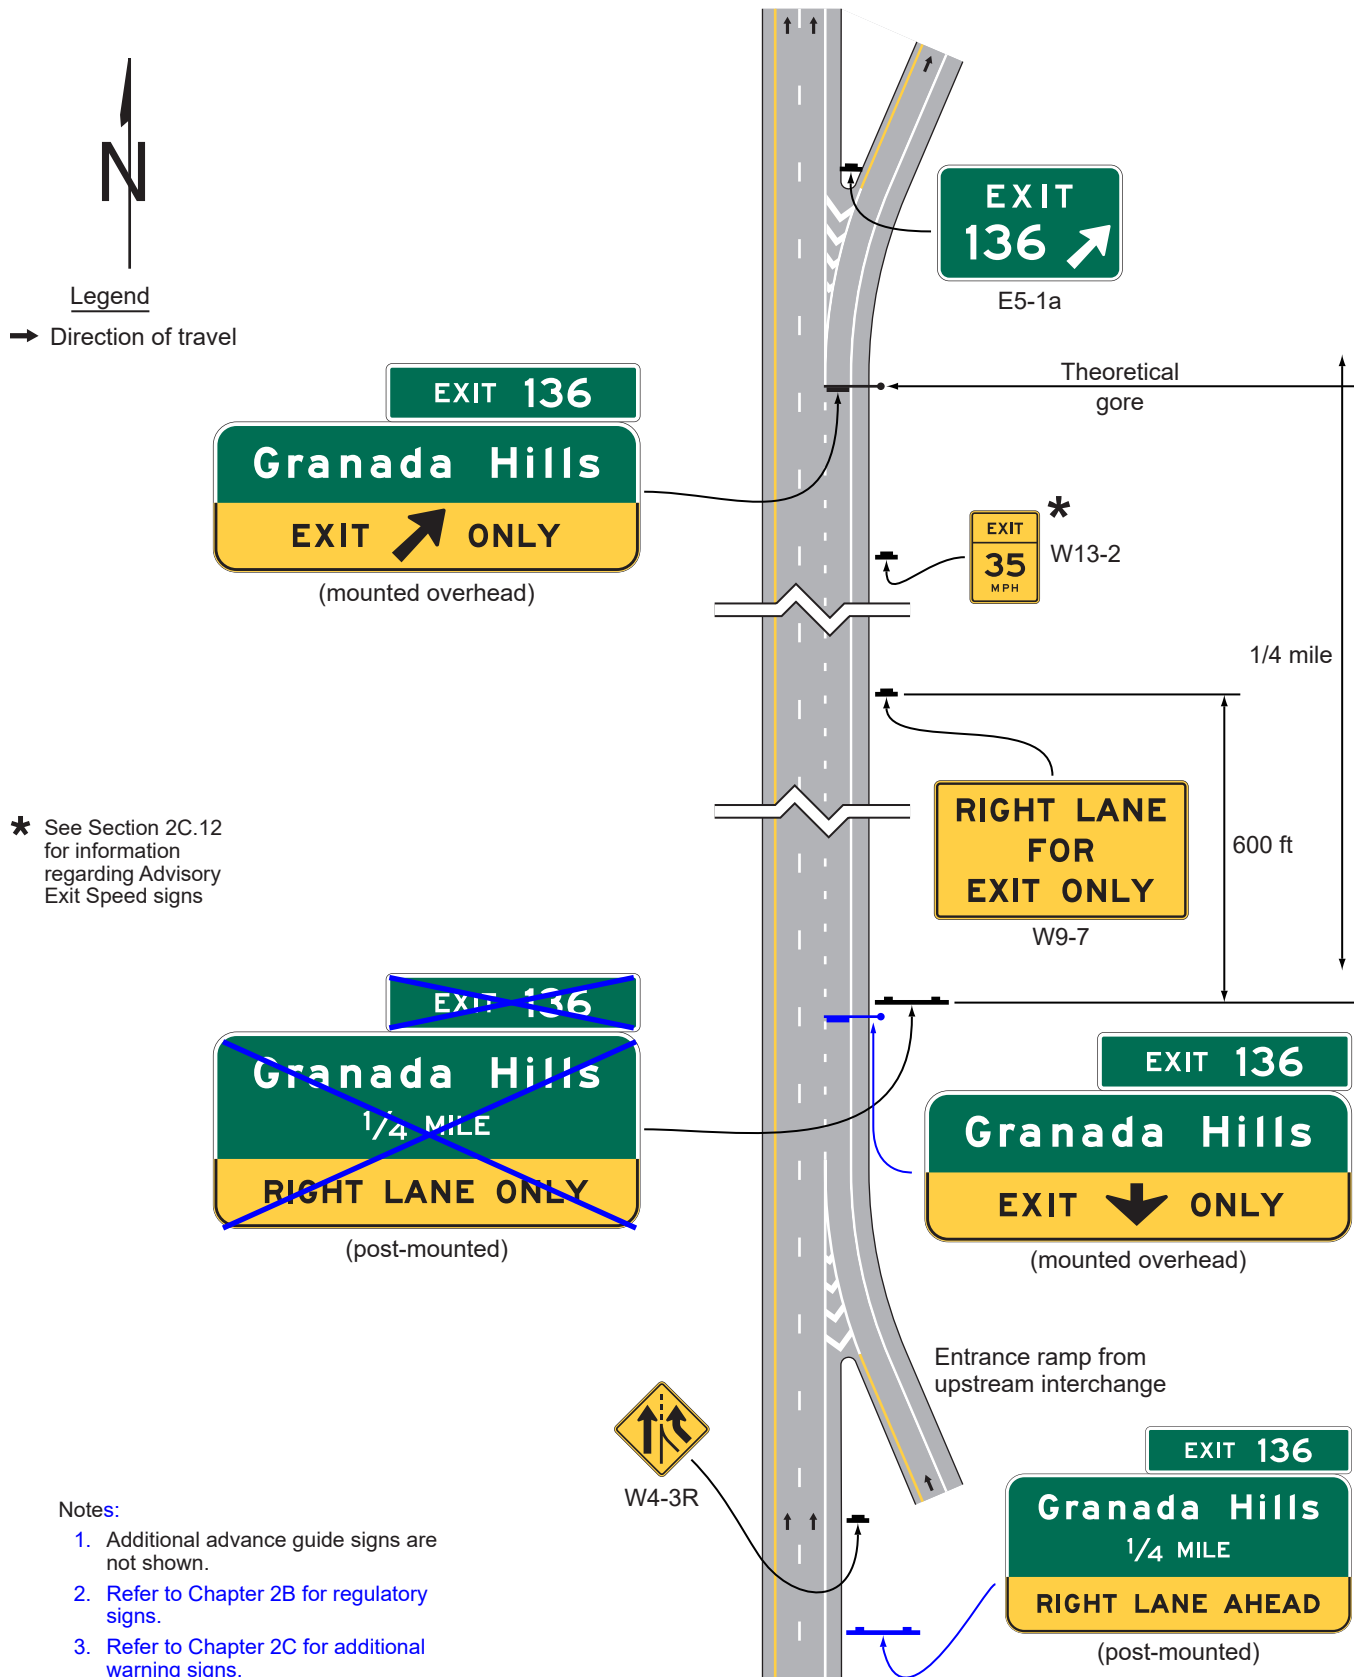 N
Legend
Direction of travel
EXIT
136
E5-1a
EXIT 136
Granada Hills
EXIT ONLY
(mounted overhead)
Theoretical
gore
EXIT
35
MPH
*
W13-2
1/4 mile
* See Section 2C.12
for information
regarding Advisory
Exit Speed signs
RIGHT LANE
FOR
EXIT ONLY
W9-7
600 ft
EXIT 136
Granada Hills
1/4 MILE
RIGHT LANE ONLY
(post-mounted)
EXIT 136
Granada Hills
EXIT ONLY
(mounted overhead)
Entrance ramp from
upstream interchange
W4-3R
EXIT 136
Granada Hills
1/4 MILE
RIGHT LANE AHEAD
(post-mounted)
Notes:
1. Additional advance guide signs are
not shown.
2. Refer to Chapter 2B for regulatory
signs.
3. Refer to Chapter 2C for additional
warning signs.